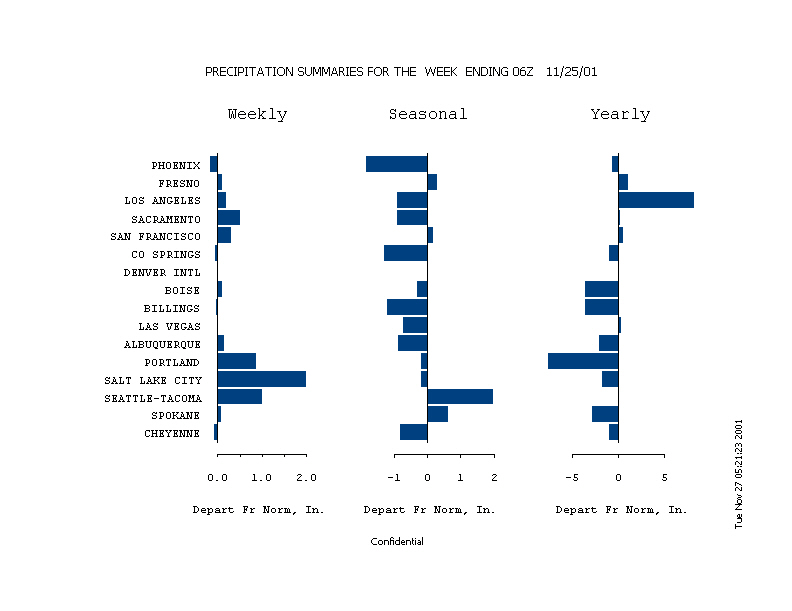 PRECIPITATION SUMMARIES FOR THE WEEK ENDING 06Z 11/25/01
Weekly Seasonal Yearly
PHOENIX
FRESNO
LOS ANGELES
SACRAMENTO
SAN FRANCISCO
CO SPRINGS
DENVER INTL
BOISE
BILLINGS
LAS VEGAS
ALBUQUERQUE
PORTLAND
SALT LAKE CITY
SEATTLE-TACOMA
SPOKANE
CHEYENNE
0.0 1.0 2.0 -1 0 1 2 -5 0 5
Depart Fr Norm, In. Depart Fr Norm, In. Depart Fr Norm, In.
Confidential
Tue Nov 27 05:21:23 2001